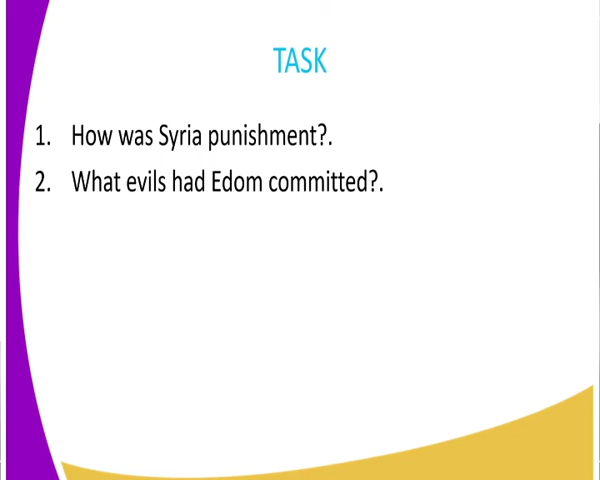 TASK
1. How was Syria punishment?.
2. What evils had Edom committed?.